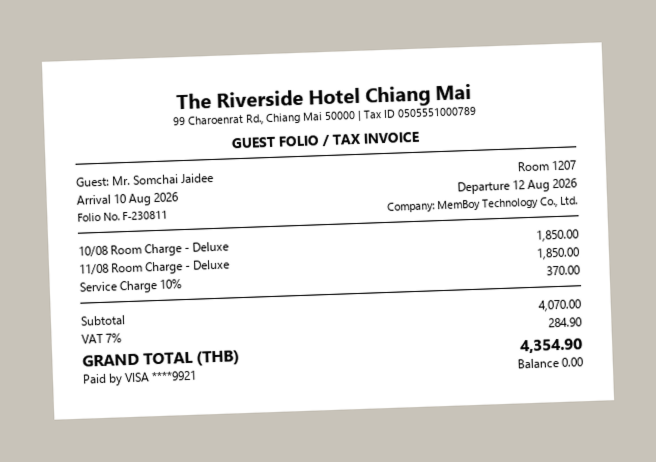 The Riverside Hotel Chiang Mai
99 Charoenrat Rd., Chiang Mai 50000 | Tax ID 0505551000789
GUEST FOLIO / TAX INVOICE
Guest: Mr. Somchai Jaidee Room 1207
Arrival 10 Aug 2026 Departure 12 Aug 2026
Folio No. F-230811 Company: MemBoy Technology Co., Ltd.
10/08 Room Charge - Deluxe 1,850.00
11/08 Room Charge - Deluxe 1,850.00
Service Charge 10% 370.00
Subtotal 4,070.00
VAT 7% 284.90
GRAND TOTAL (THB) 4,354.90
Paid by VISA ****9921 Balance 0.00